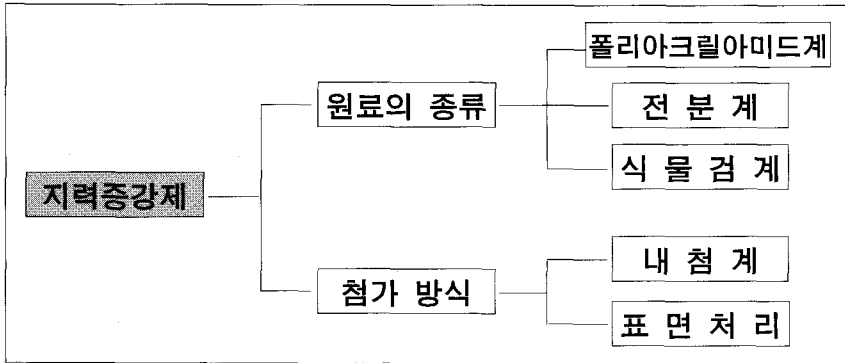 지력증강제
원료의 종류
폴리아크릴아미드계
전 분 계
식 물 검 계
첨가 방식
내 첨 계
표 면 처 리